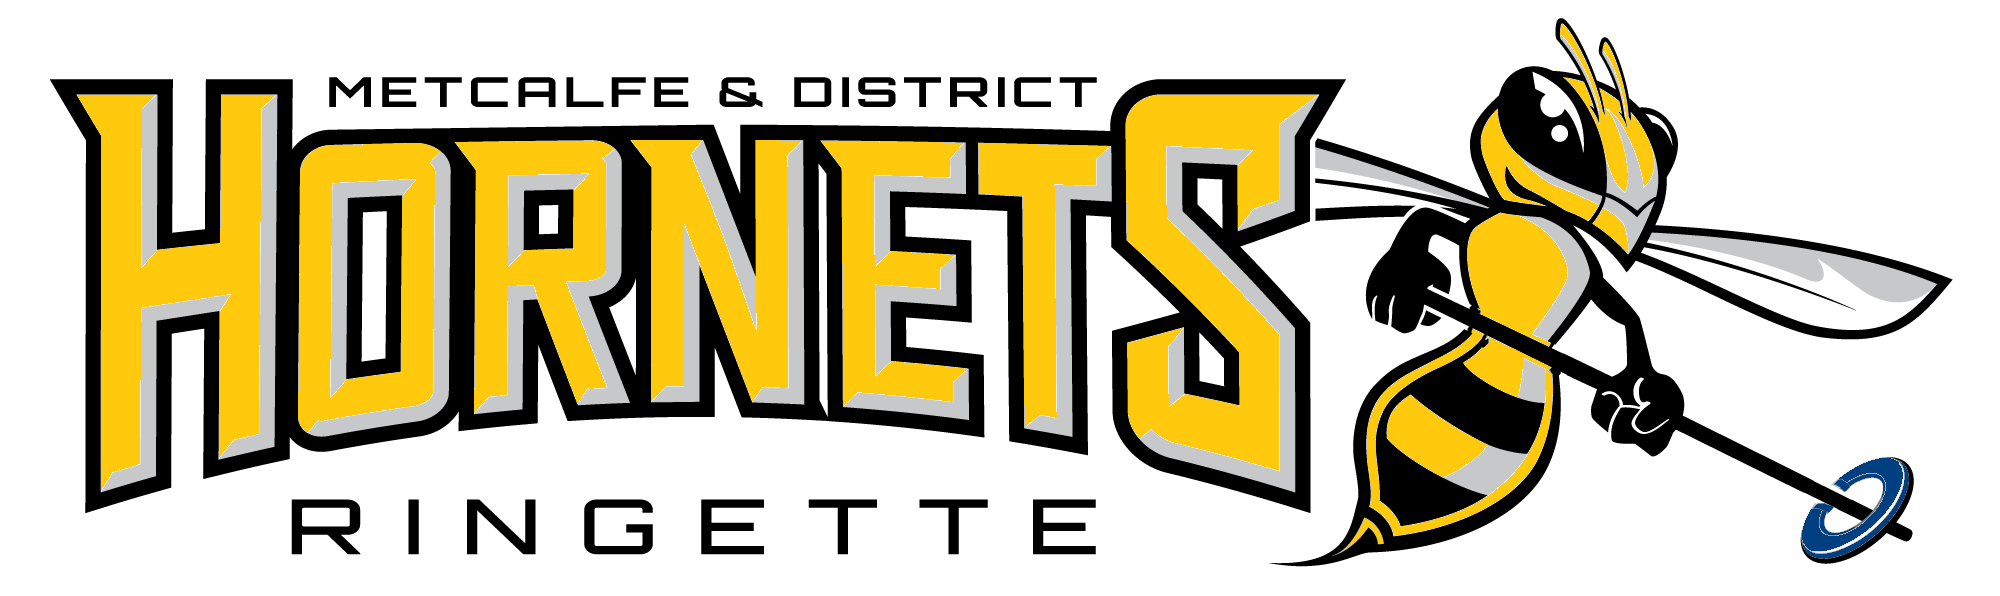 METCALFE & DISTRICT
HORNETS
RINGETTE